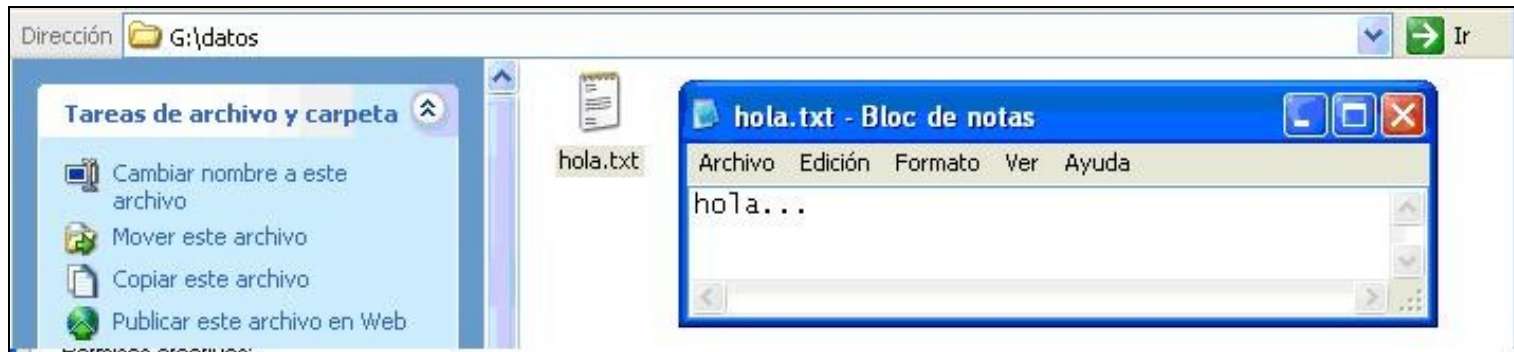 Dirección G:\datos Ir
Tareas de archivo y carpeta
Cambiar nombre a este
archivo
Mover este archivo
Copiar este archivo
Publicar este archivo en Web
hola.txt
hola.txt - Bloc de notas
Archivo Edición Formato Ver Ayuda
hola...